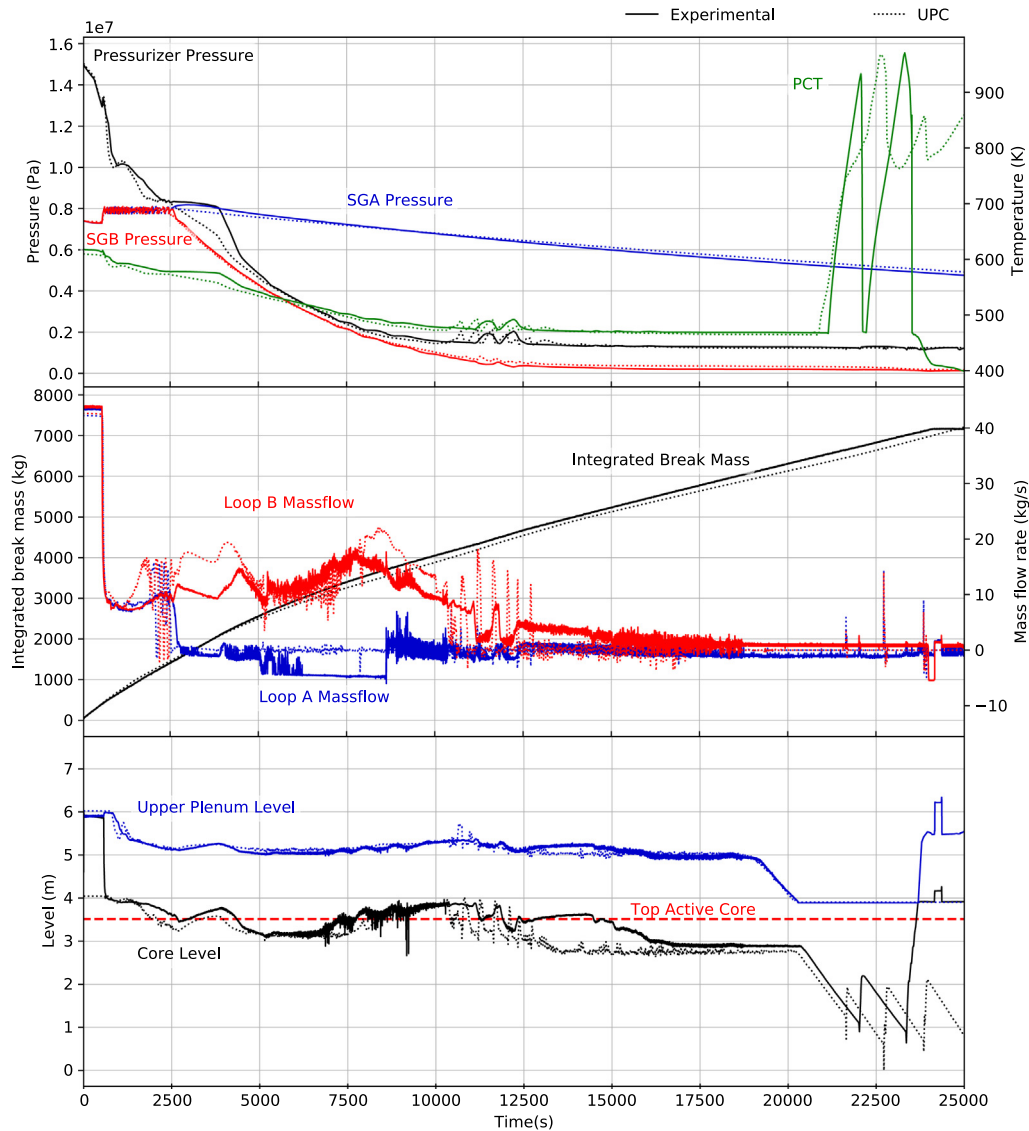 Experimental
UPC
1e7
Pressurizer Pressure
PCT
SGA Pressure
SGB Pressure
Pressure (Pa)
1.6
1.4
1.2
1.0
0.8
0.6
0.4
0.2
0.0
Temperature (K)
900
800
700
600
500
400
Integrated Break Mass
Loop B Massflow
Loop A Massflow
Integrated break mass (kg)
8000
7000
6000
5000
4000
3000
2000
1000
0
Mass flow rate (kg/s)
40
30
20
10
0
−10
Upper Plenum Level
Top Active Core
Core Level
Level (m)
7
6
5
4
3
2
1
0
0
2500
5000
7500
10000
12500
15000
17500
20000
22500
25000
Time(s)